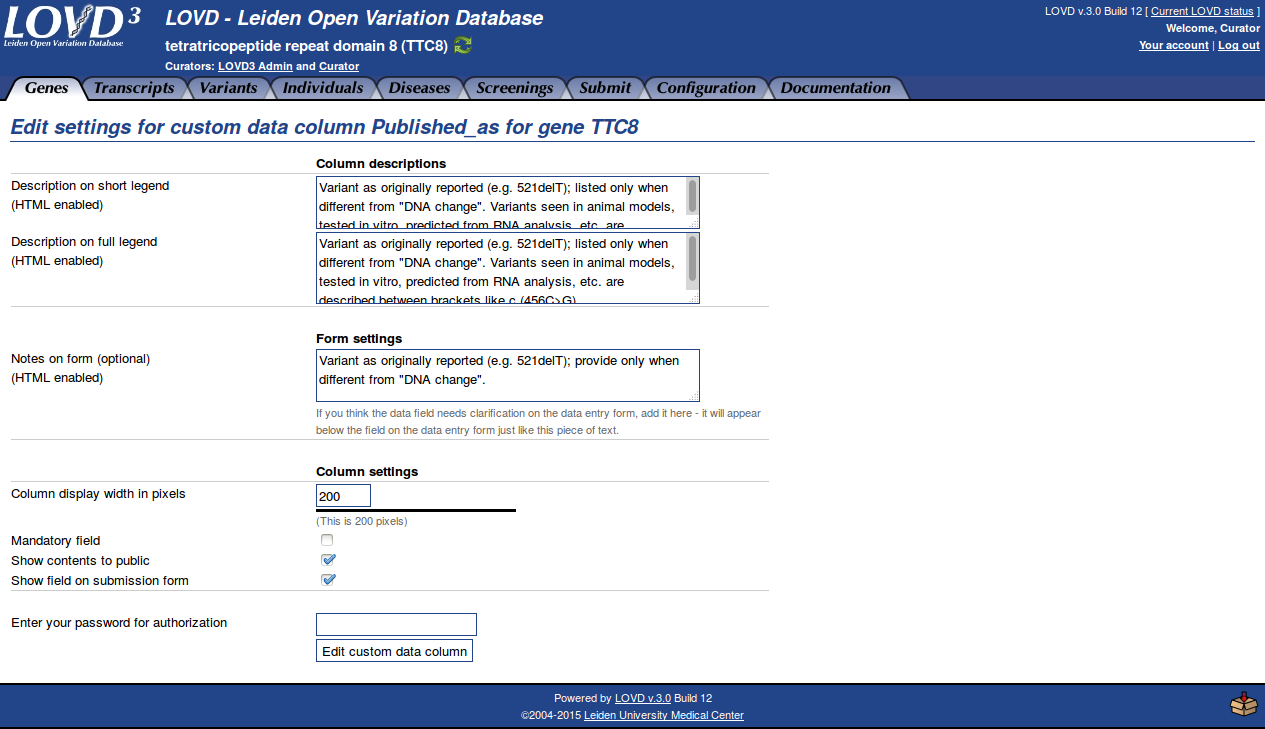 LOVD 3
Leiden Open Variation Database
LOVD - Leiden Open Variation Database
tetratricopeptide repeat domain 8 (TTC8)
Curators: LOVD3 Admin and Curator
LOVD v.3.0 Build 12 [ Current LOVD status ]
Welcome, Curator
Your account | Log out
Genes Transcripts Variants Individuals Diseases Screenings Submit Configuration Documentation
Edit settings for custom data column Published_as for gene TTC8
Column descriptions
Description on short legend
(HTML enabled)
Variant as originally reported (e.g. 521delT); listed only when
different from "DNA change". Variants seen in animal models,
tested in vitro, predicted from RNA analysis, etc. are
Description on full legend
(HTML enabled)
Variant as originally reported (e.g. 521delT); listed only when
different from "DNA change". Variants seen in animal models,
tested in vitro, predicted from RNA analysis, etc. are
described between brackets like c.(456C>G).
Form settings
Notes on form (optional)
(HTML enabled)
Variant as originally reported (e.g. 521delT); provide only when
different from "DNA change".
If you think the data field needs clarification on the data entry form, add it here - it will appear
below the field on the data entry form just like this piece of text.
Column settings
Column display width in pixels
200
(This is 200 pixels)
Mandatory field
Show contents to public
Show field on submission form
Enter your password for authorization
Edit custom data column
Powered by LOVD v.3.0 Build 12
©2004-2015 Leiden University Medical Center